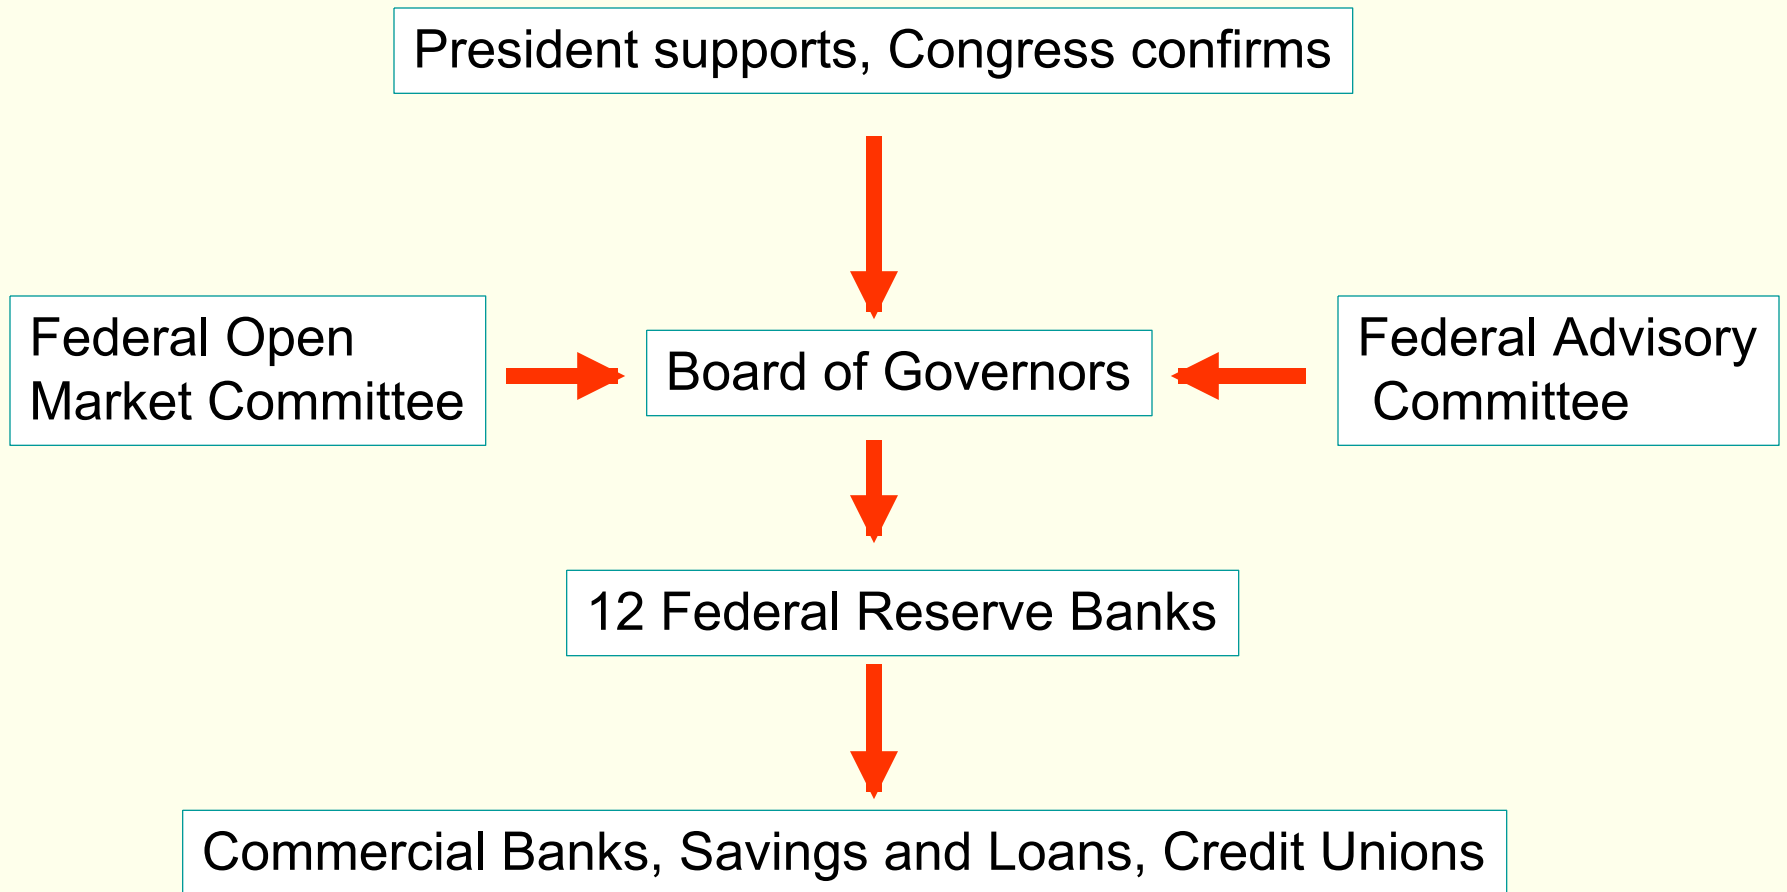 President supports, Congress confirms
Federal Open
Market Committee
Board of Governors
Federal Advisory
Committee
12 Federal Reserve Banks
Commercial Banks, Savings and Loans, Credit Unions